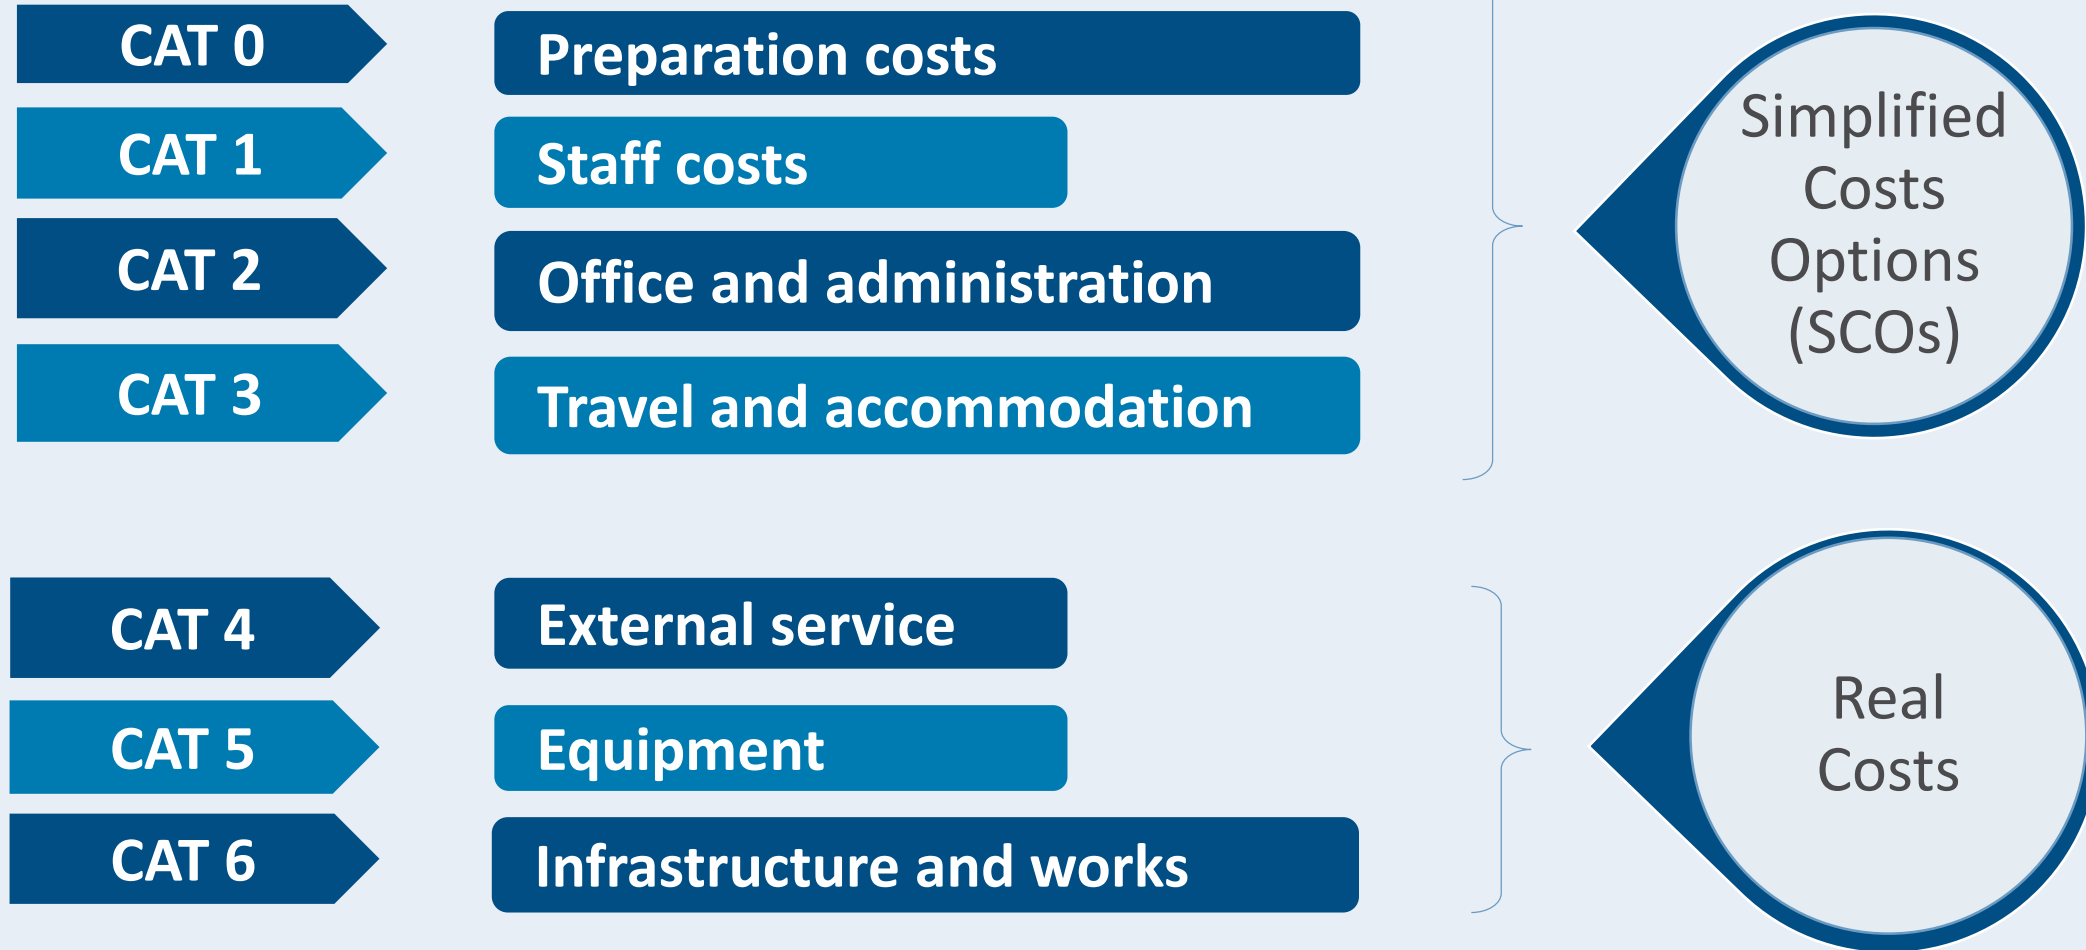 CAT 0
Preparation costs
CAT 1
Staff costs
CAT 2
Office and administration
CAT 3
Travel and accommodation
Simplified
Costs
Options
(SCOs)
CAT 4
External service
CAT 5
Equipment
CAT 6
Infrastructure and works
Real
Costs